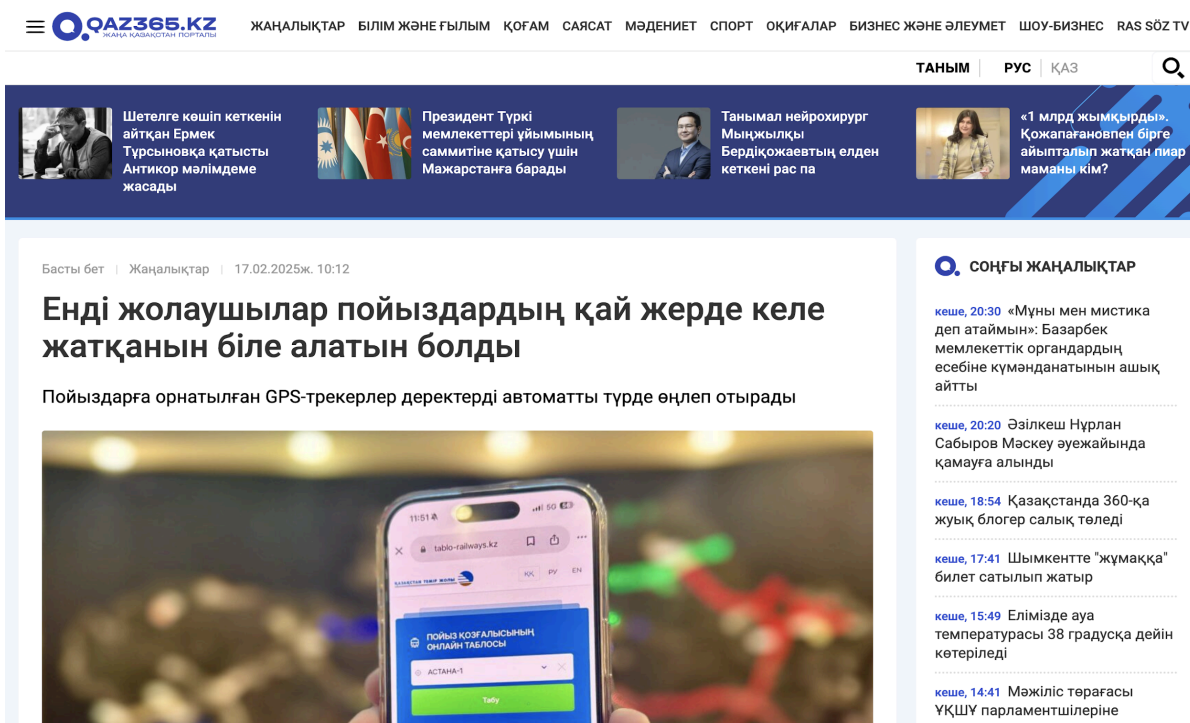 QAZ365.KZ
ЖАҢА ҚАЗАҚСТАН ПОРТАЛЫ
ЖАҢАЛЫҚТАР БІЛІМ ЖӘНЕ ҒЫЛЫМ ҚОҒАМ САЯСАТ МӘДЕНИЕТ СПОРТ ОҚИҒАЛАР БИЗНЕС ЖӘНЕ ӘЛЕУМЕТ ШОУ-БИЗНЕС RAS SÖZ TV
ТАНЫМ РУС ҚАЗ
Шетелге көшіп кеткенін
айтқан Ермек
Тұрсыновқа қатысты
Антикор мәлімдеме
жасады
Президент Түркі
мемлекеттері ұйымының
саммитіне қатысу үшін
Мажарстанға барады
Танымал нейрохирург
Мыңжылқы
Бердіқожаевтың елден
кеткені рас па
«1 млрд жымқырды».
Қожапағанопен бірге
айыпталып жатқан пиар
маманы кім?
Басты бет | Жаңалықтар | 17.02.2025ж. 10:12
Енді жолаушылар пойыздардың қай жерде келе
жатқанын біле алатын болды
Пойыздарға орнатылған GPS-трекерлер деректерді автоматты түрде өңлеп отырады
11:51
5G 63
tablo-railways.kz
ҚАЗАҚСТАН ТЕМІР ЖОЛЫ
ҚК РУ EN
ПОЙЫЗ ҚОЗҒАЛЫСЫНЫҢ
ОНЛАЙН ТАБЛОСЫ
АСТАНА-1
Табу
СОҢҒЫ ЖАҢАЛЫҚТАР
кеше, 20:30 «Мұны мен мистика
деп атаймын»: Базарбек
мемлекеттік органдардың
есебіне күмәнданатынын ашық
айтты
кеше, 20:20 Әзілкеш Нұрлан
Сабыров Мәскеу әуежайында
қамауға алынды
кеше, 18:54 Қазақстанда 360-қа
жуық блогер салық төледі
кеше, 17:41 Шымкентте "жұмаққа"
билет сатылып жатыр
кеше, 15:49 Елімізде ауа
температурасы 38 градусқа дейін
көтеріледі
кеше, 14:41 Мәжіліс төрағасы
ҰҚШҰ парламентшілеріне